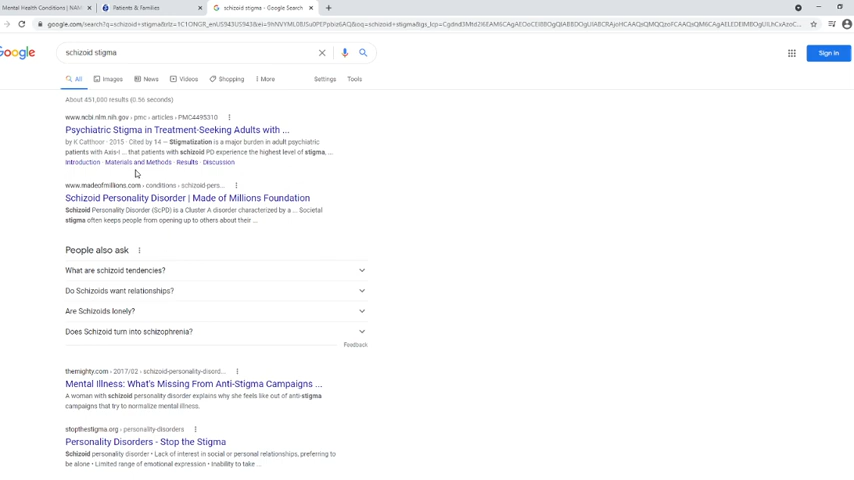 Mental Health Conditions | NAM
Patients & Families
schizoid stigma - Google Search
Google
schizoid stigma
Sign in
All Images News Videos Shopping More Settings Tools
About 451,000 results (0.56 seconds)
www.ncbi.nlm.nih.gov › pmc › articles › PMC4495310
Psychiatric Stigma in Treatment-Seeking Adults with ...
by K Catthoor · 2015 · Cited by 14 — Stigmatization is a major burden in adult psychiatric
patients with Axis-I ... that patients with schizoid PD experience the highest level of stigma, ...
Introduction · Materials and Methods · Results · Discussion
www.madeofmillions.com › conditions › schizoid-pers...
Schizoid Personality Disorder | Made of Millions Foundation
Schizoid Personality Disorder (ScPD) is a Cluster A disorder characterized by a ... Societal
stigma often keeps people from opening up to others about their ...
People also ask
What are schizoid tendencies?
Do Schizoids want relationships?
Are Schizoids lonely?
Does Schizoid turn into schizophrenia?
Feedback
themighty.com › 2017/02 › schizoid-personality-disord...
Mental Illness: What's Missing From Anti-Stigma Campaigns ...
A woman with schizoid personality disorder explains why she feels like out of anti-stigma
campaigns that try to normalize mental illness.
stopthestigma.org › personality-disorders
Personality Disorders - Stop the Stigma
Schizoid personality disorder • Lack of interest in social or personal relationships, preferring to
be alone • Limited range of emotional expression • Inability to take ...